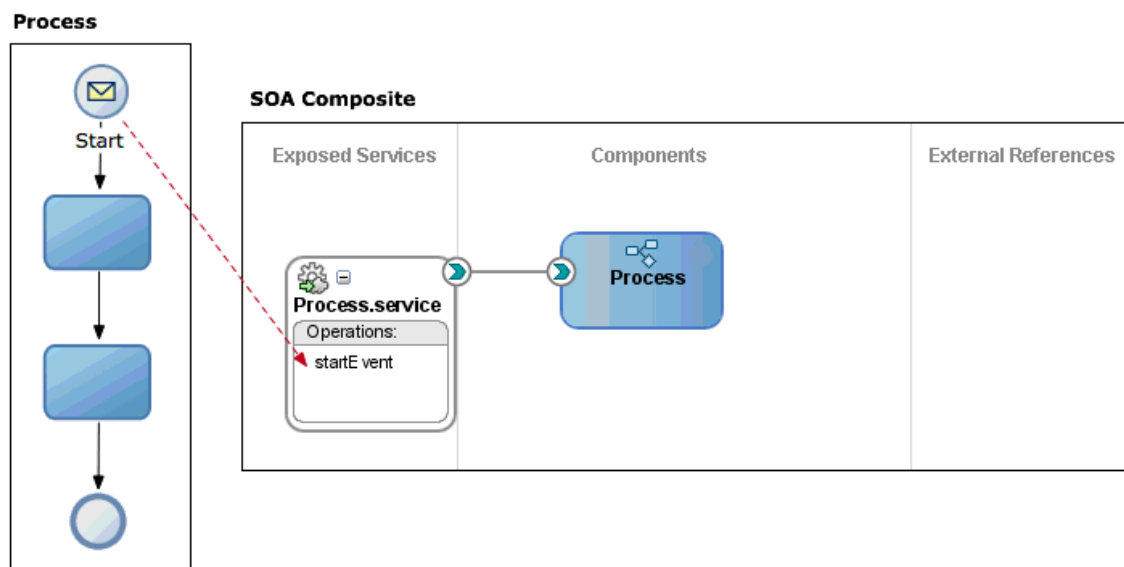 Process
Start
SOA Composite
Exposed Services
Components
External References
Process.service
Operations:
startE vent
Process